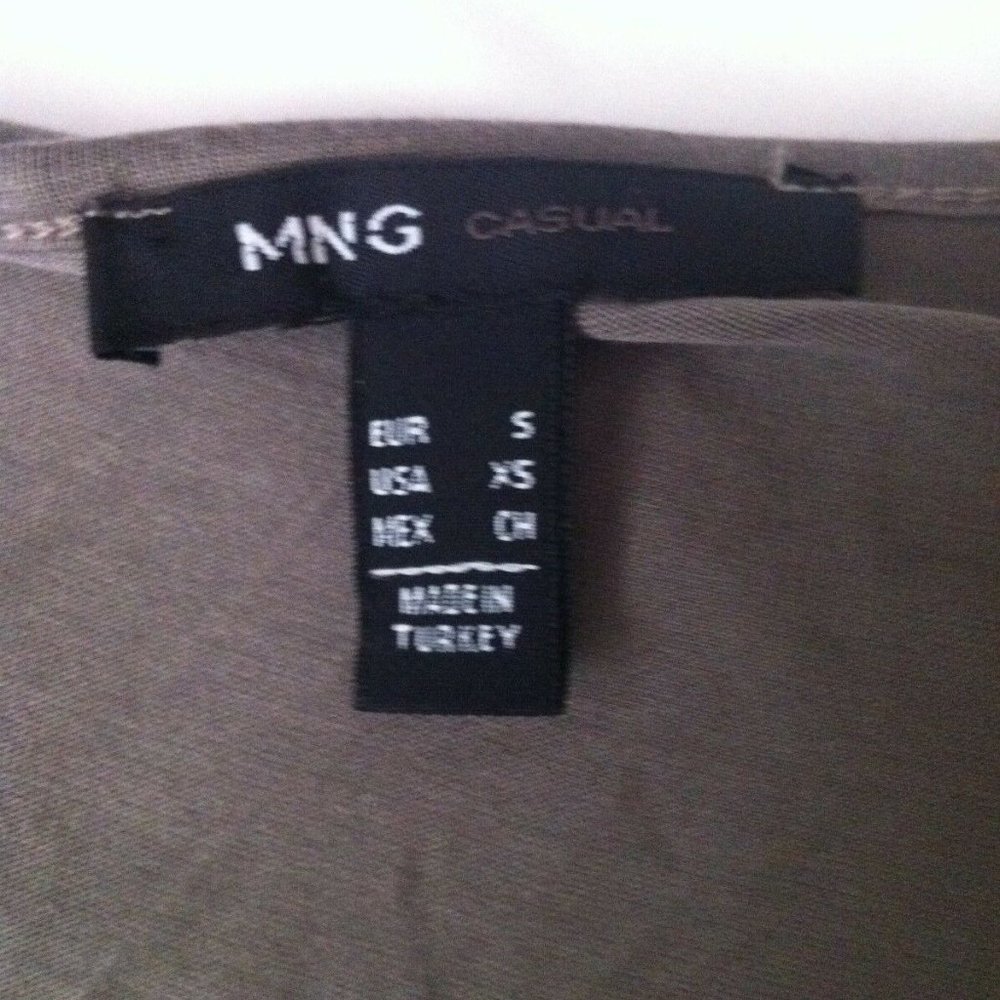 MNG CASUAL
EUR S
USA XS
MEX CH
MADE IN
TURKEY